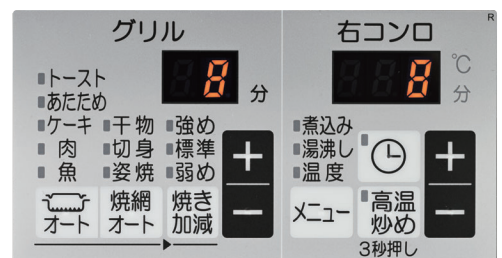 グリル
8
分
トースト
あたため
ケーキ 干物 強め
肉 切身 標準
魚 姿焼 弱め
オート
焼網
オート
焼き
加減
+
−
右コンロ
R
8
℃
分
煮込み
湯沸し
温度
メニュー
高温
炒め
3秒押し
+
−